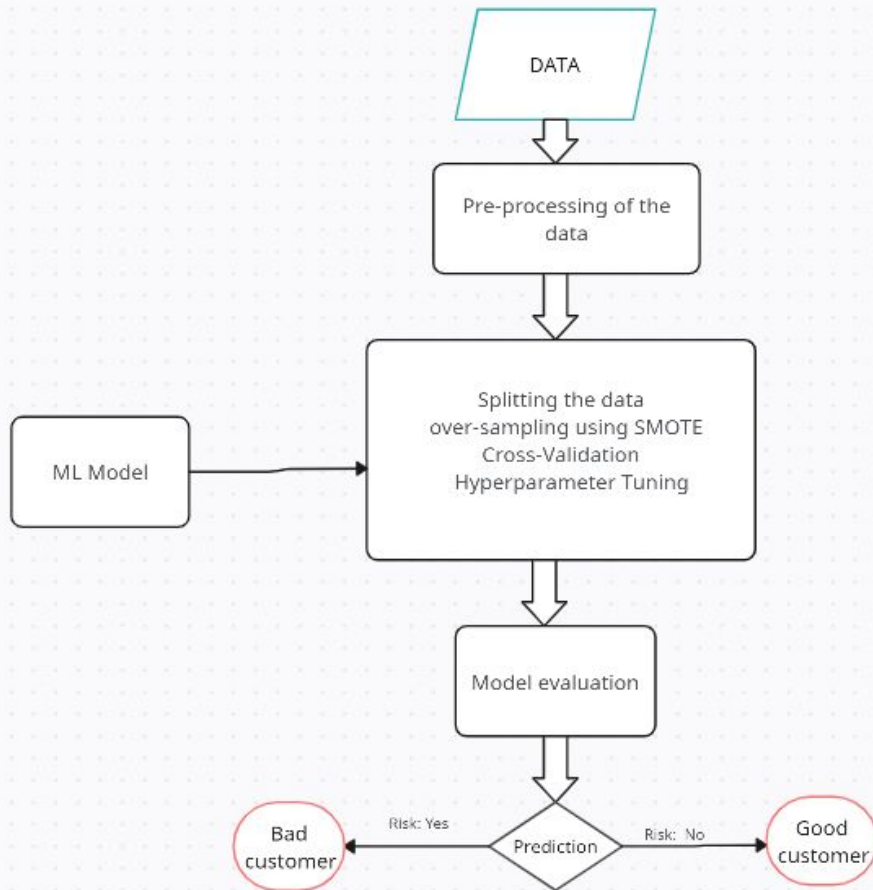 DATA
Pre-processing of the
data
Splitting the data
over-sampling using SMOTE
Cross-Validation
Hyperparameter Tuning
ML Model
Model evaluation
Risk: Yes
Prediction
Risk: No
Bad
customer
Good
customer